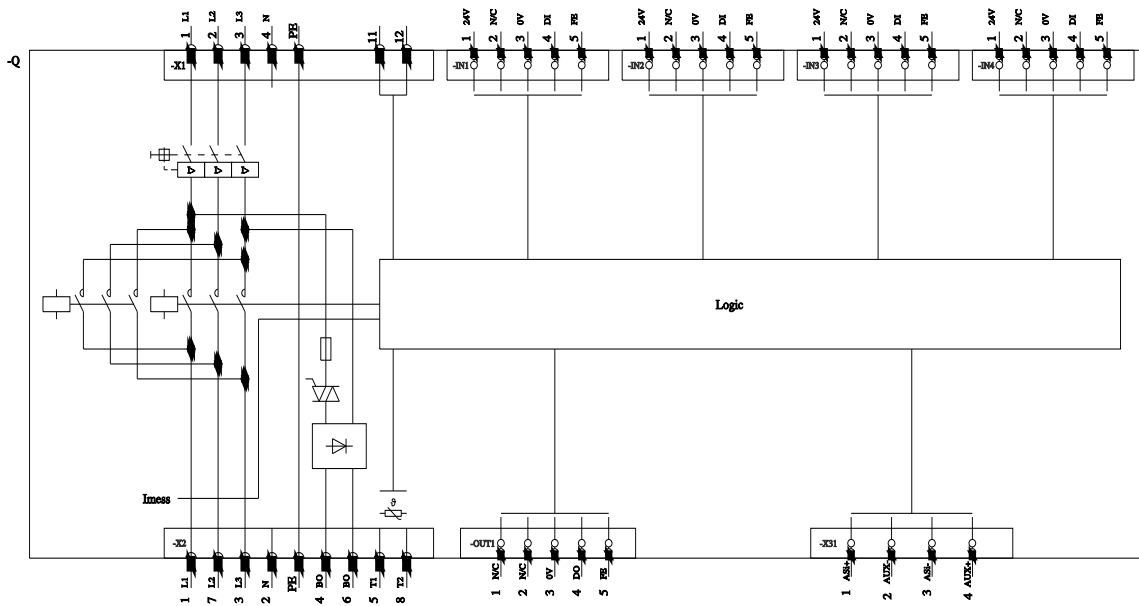 L1 L2 L3 N PE
1 2 3 4 11 12
24V N/C 0V DI FE
1 2 3 4 5
24V N/C 0V DI FE
1 2 3 4 5
24V N/C 0V DI FE
1 2 3 4 5
24V N/C 0V DI FE
1 2 3 4 5
-Q
-X1
-IN1
-IN2
-IN3
-IN4
Logic
Imess
ϑ
-X2
-OUT1
-X31
L1 L2 L3 N PE BO BO T1 T2
1 7 3 2 4 6 5 8
N/C N/C 0V DO FE
1 2 3 4 5
ASi+ AUX- ASi- AUX+
1 2 3 4